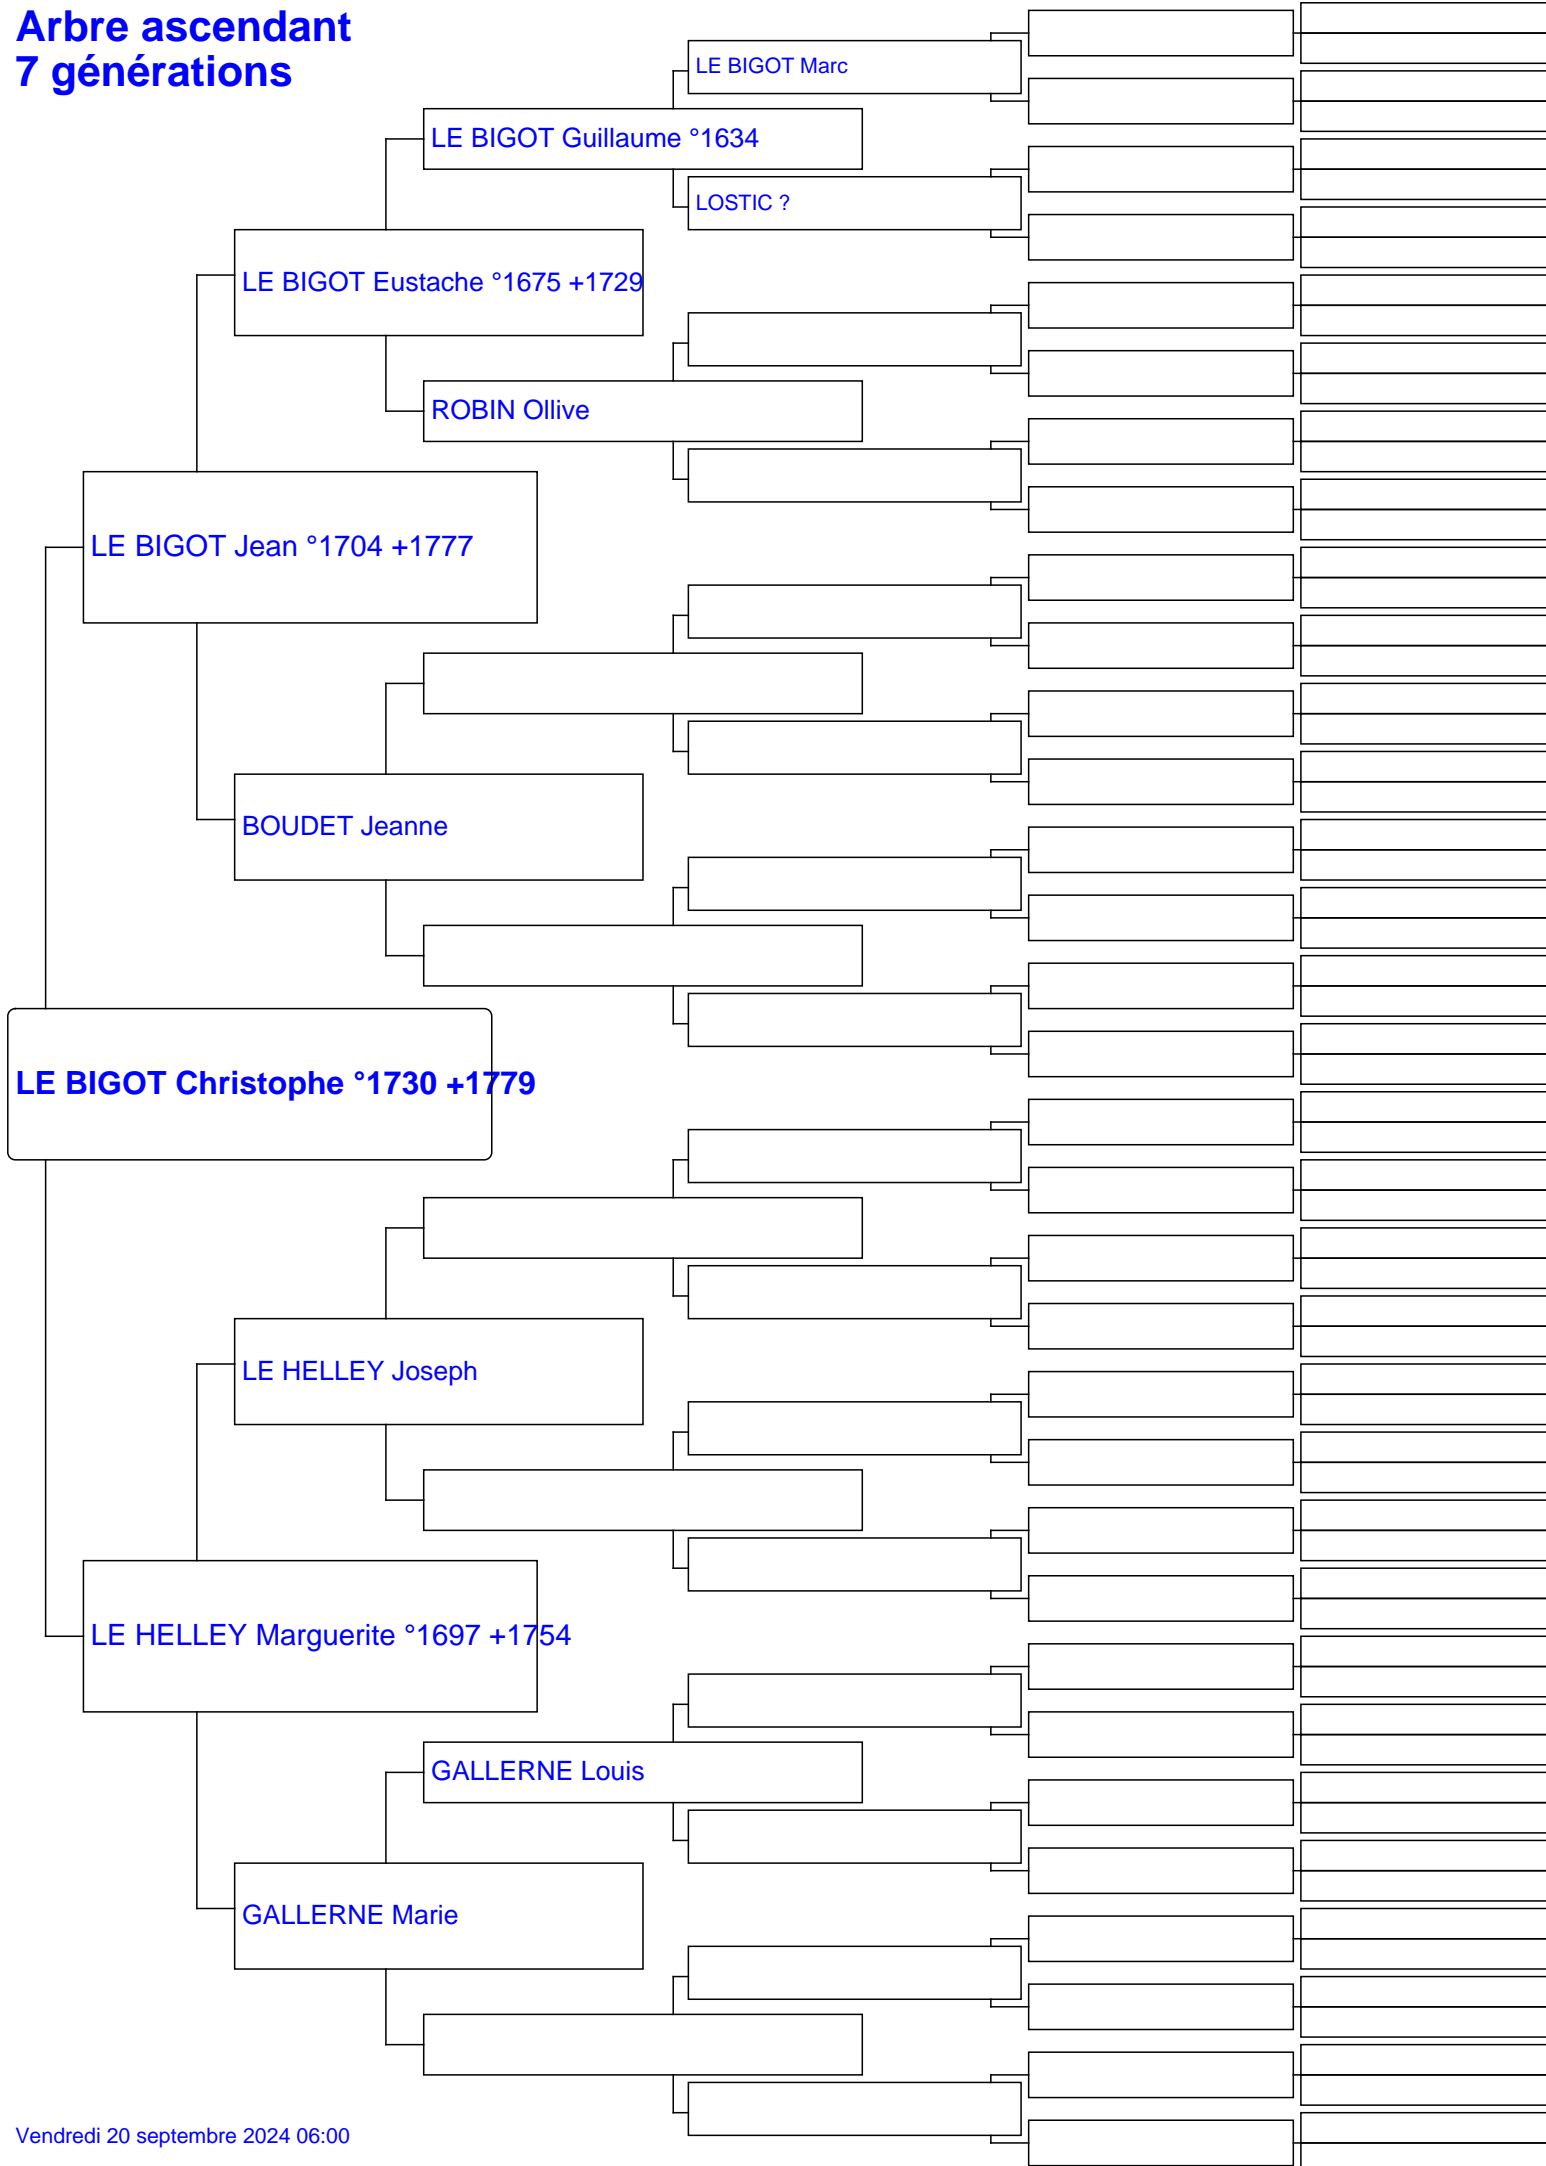 Arbre ascendant
7 générations
LE BIGOT Marc
LE BIGOT Guillaume °1634
LOSTIC ?
LE BIGOT Eustache °1675 +1729
ROBIN Ollive
LE BIGOT Jean °1704 +1777
BOUDET Jeanne
LE BIGOT Christophe °1730 +1779
LE HELLEY Joseph
LE HELLEY Marguerite °1697 +1754
GALLERNE Louis
GALLERNE Marie
Vendredi 20 septembre 2024 06:00